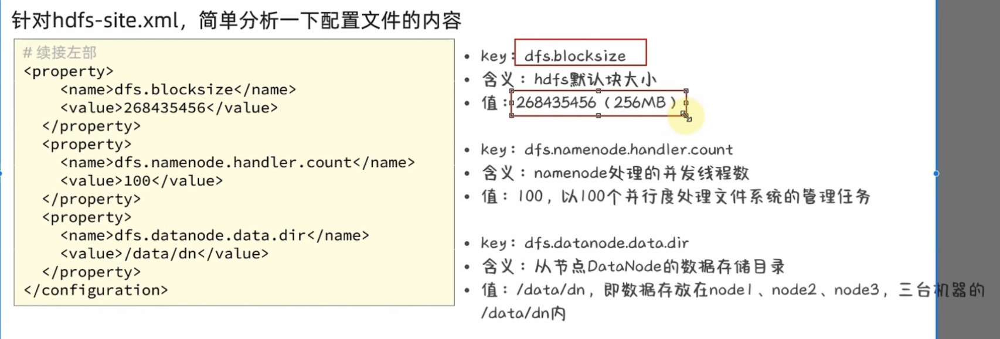 针对hdfs-site.xml，简单分析一下配置文件的内容
# 续接左部
<property>
<name>dfs.blocksize</name>
<value>268435456</value>
</property>
<property>
<name>dfs.namenode.handler.count</name>
<value>100</value>
</property>
<property>
<name>dfs.datanode.data.dir</name>
<value>/data/dn</value>
</property>
</configuration>
• key：dfs.blocksize
• 含义：hdfs默认块大小
• 值：268435456（256MB）
• key：dfs.namenode.handler.count
• 含义：namenode处理的并发线程数
• 值：100，以100个并行度处理文件系统的管理任务
• key：dfs.datanode.data.dir
• 含义：从节点DataNode的数据存储目录
• 值：/data/dn，即数据存放在node1、node2、node3，三台机器的
/data/dn内